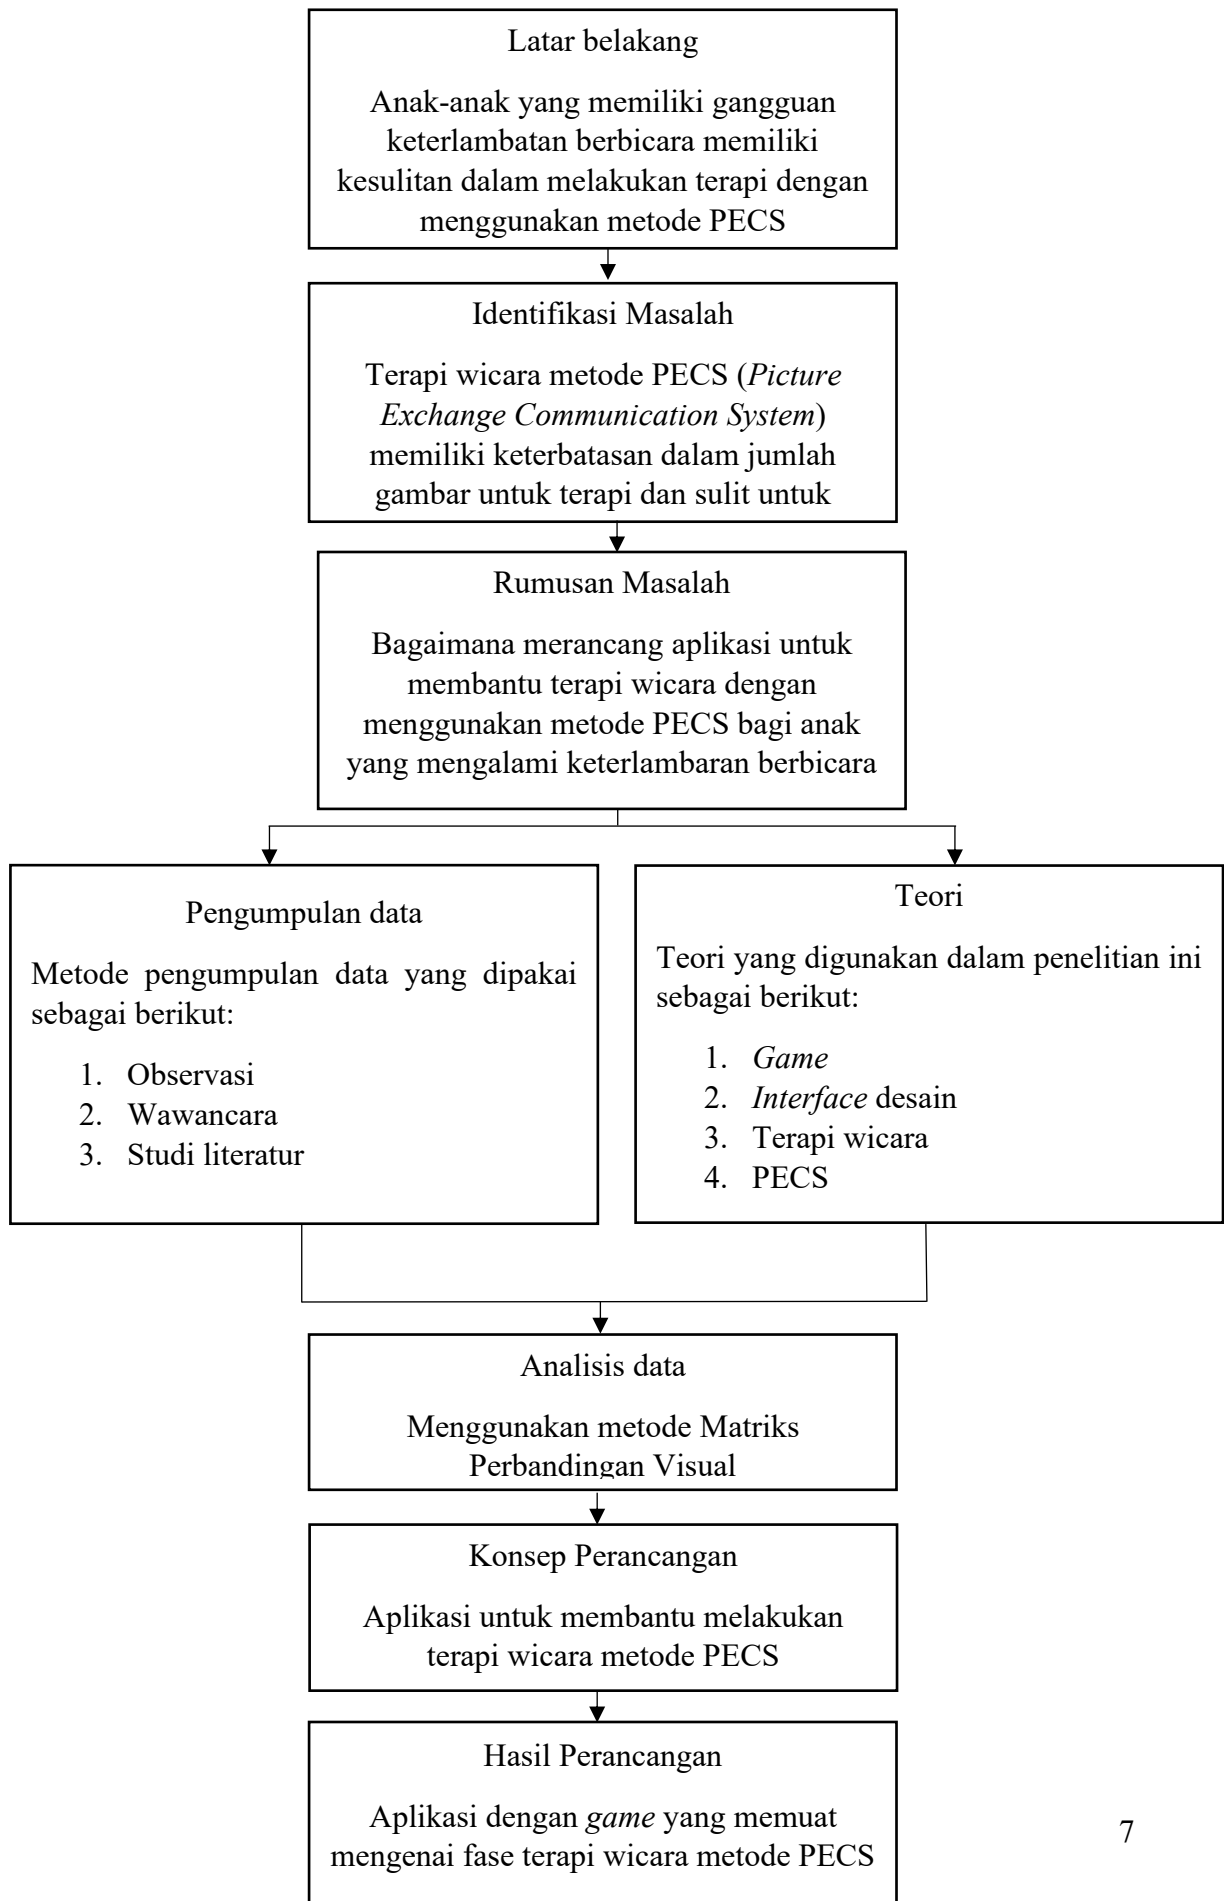 Latar belakang
Anak-anak yang memiliki gangguan
keterlambatan berbicara memiliki
kesulitan dalam melakukan terapi dengan
menggunakan metode PECS
Identifikasi Masalah
Terapi wicara metode PECS (Picture
Exchange Communication System)
memiliki keterbatasan dalam jumlah
gambar untuk terapi dan sulit untuk
Rumusan Masalah
Bagaimana merancang aplikasi untuk
membantu terapi wicara dengan
menggunakan metode PECS bagi anak
yang mengalami keterlambaran berbicara
Pengumpulan data
Metode pengumpulan data yang dipakai
sebagai berikut:
1. Observasi
2. Wawancara
3. Studi literatur
Teori
Teori yang digunakan dalam penelitian ini
sebagai berikut:
1. Game
2. Interface desain
3. Terapi wicara
4. PECS
Analisis data
Menggunakan metode Matriks
Perbandingan Visual
Konsep Perancangan
Aplikasi untuk membantu melakukan
terapi wicara metode PECS
Hasil Perancangan
Aplikasi dengan game yang memuat
mengenai fase terapi wicara metode PECS
7